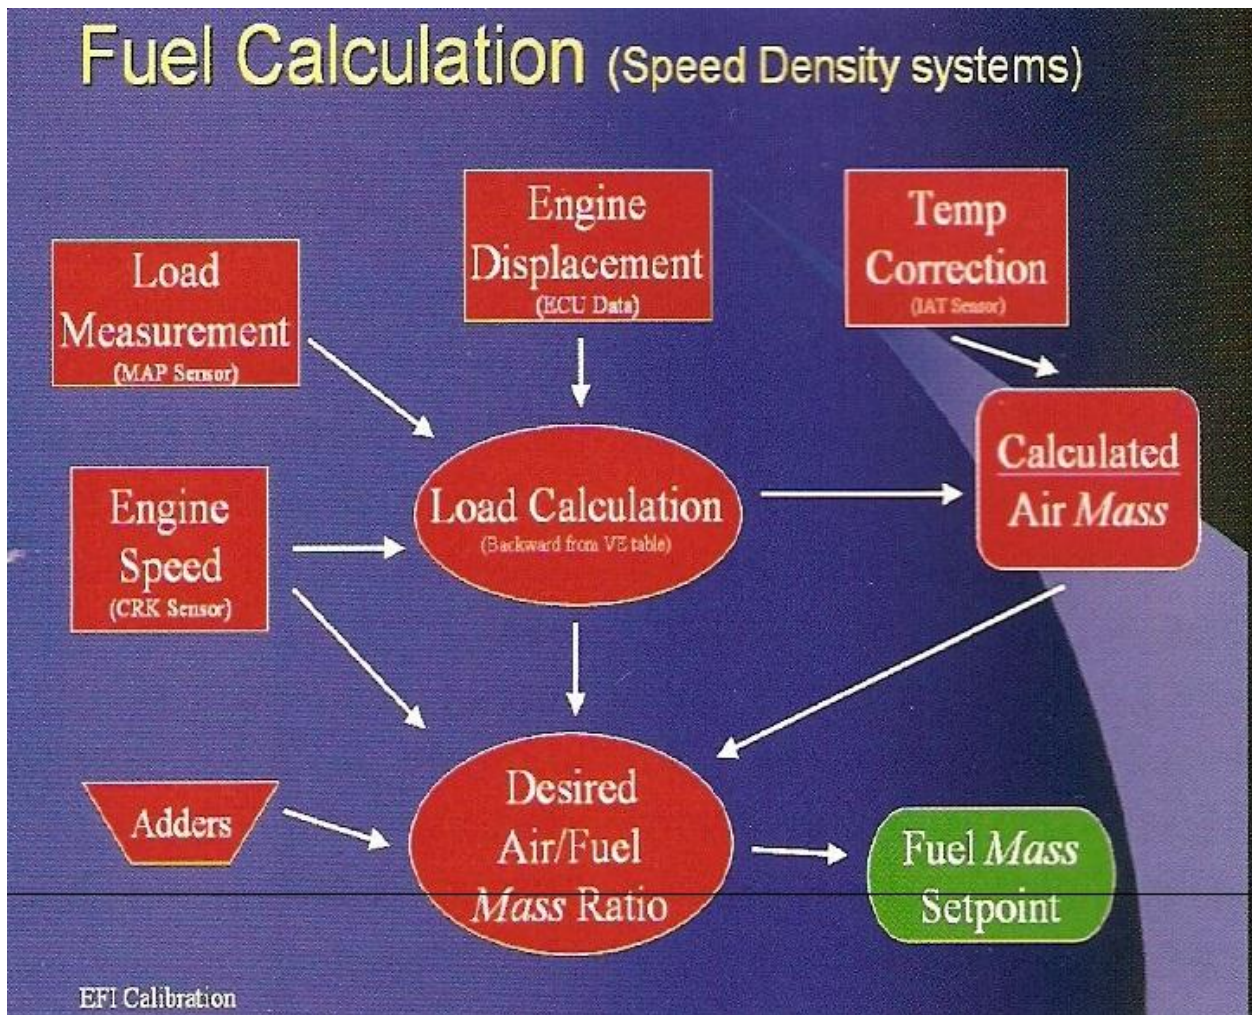 Fuel Calculation (Speed Density systems)
Engine
Displacement
(ECU Data)
Temp
Correction
(IAT Sensor)
Load
Measurement
(MAP Sensor)
Calculated
Air Mass
Engine
Speed
(CRK Sensor)
Load Calculation
(Backward from VE table)
Desired
Air/Fuel
Mass Ratio
Adders
Fuel Mass
Setpoint
EFI Calibration